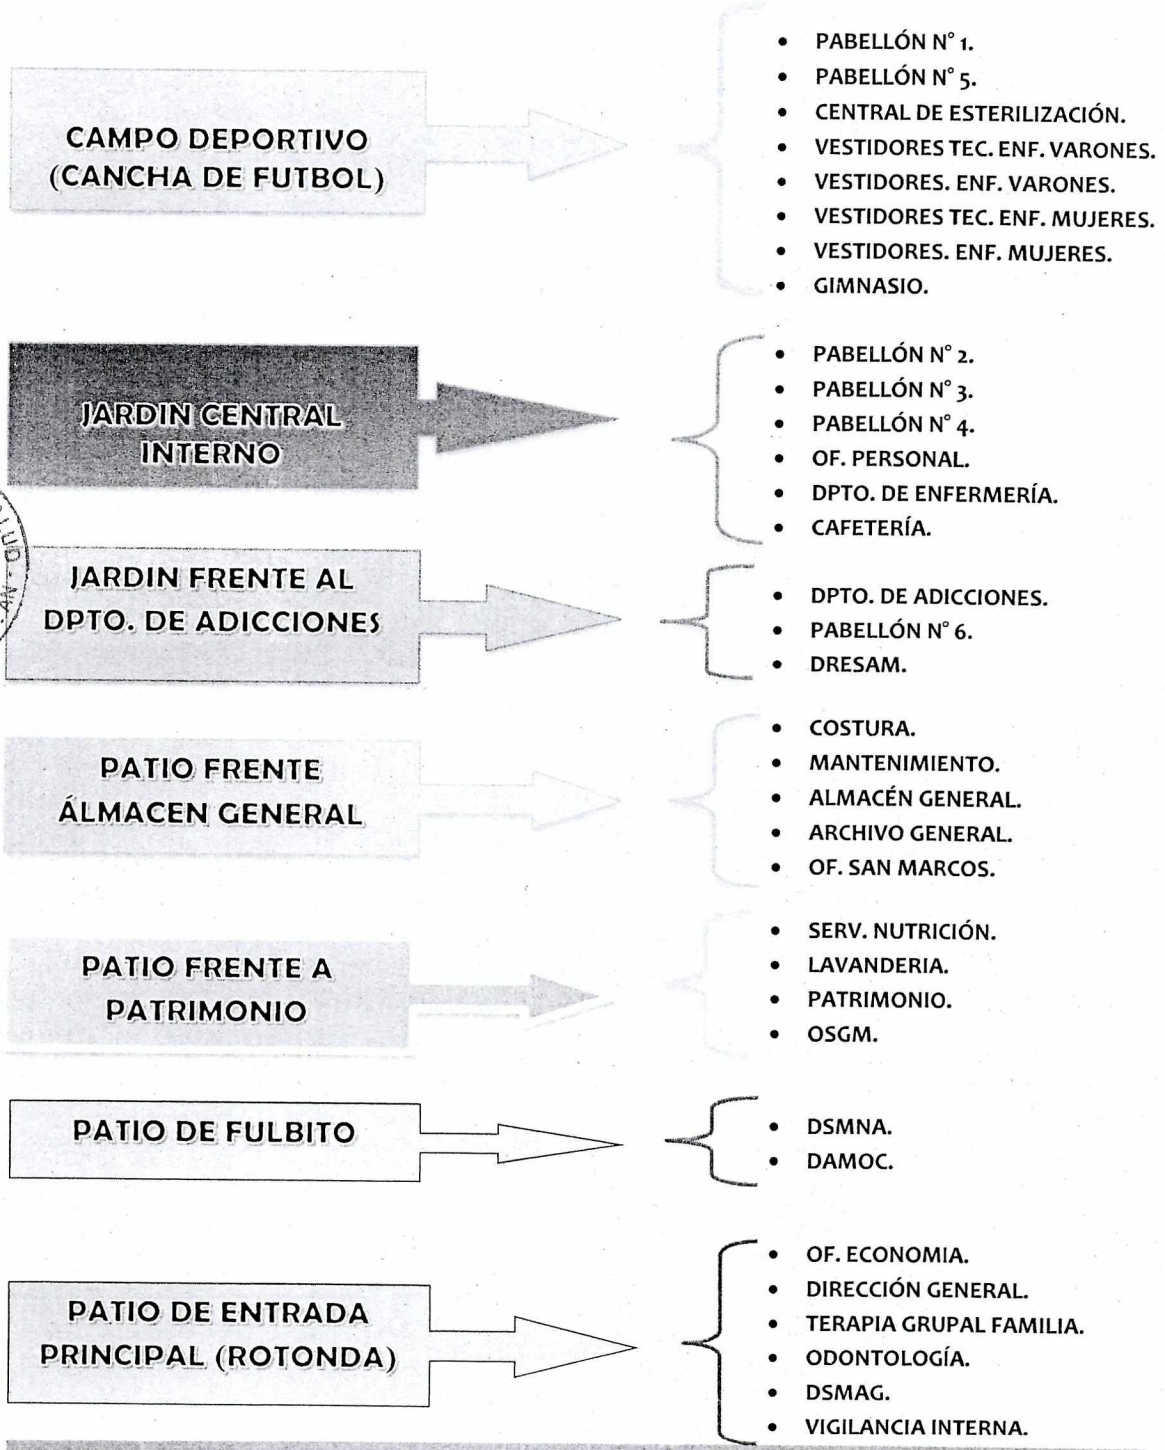 CAMPO DEPORTIVO
(CANCHA DE FUTBOL)
• PABELLÓN N° 1.
• PABELLÓN N° 5.
• CENTRAL DE ESTERILIZACIÓN.
• VESTIDORES TEC. ENF. VARONES.
• VESTIDORES. ENF. VARONES.
• VESTIDORES TEC. ENF. MUJERES.
• VESTIDORES. ENF. MUJERES.
• GIMNASIO.
JARDIN CENTRAL
INTERNO
• PABELLÓN N° 2.
• PABELLÓN N° 3.
• PABELLÓN N° 4.
• OF. PERSONAL.
• DPTO. DE ENFERMERÍA.
• CAFETERÍA.
JARDIN FRENTE AL
DPTO. DE ADICCIONES
• DPTO. DE ADICCIONES.
• PABELLÓN N° 6.
• DRESAM.
PATIO FRENTE
ÁLMACEN GENERAL
• COSTURA.
• MANTENIMIENTO.
• ALMACÉN GENERAL.
• ARCHIVO GENERAL.
• OF. SAN MARCOS.
PATIO FRENTE A
PATRIMONIO
• SERV. NUTRICIÓN.
• LAVANDERIA.
• PATRIMONIO.
• OSGM.
PATIO DE FULBITO
• DSMNA.
• DAMOC.
PATIO DE ENTRADA
PRINCIPAL (ROTONDA)
• OF. ECONOMIA.
• DIRECCIÓN GENERAL.
• TERAPIA GRUPAL FAMILIA.
• ODONTOLOGÍA.
• DSMAG.
• VIGILANCIA INTERNA.